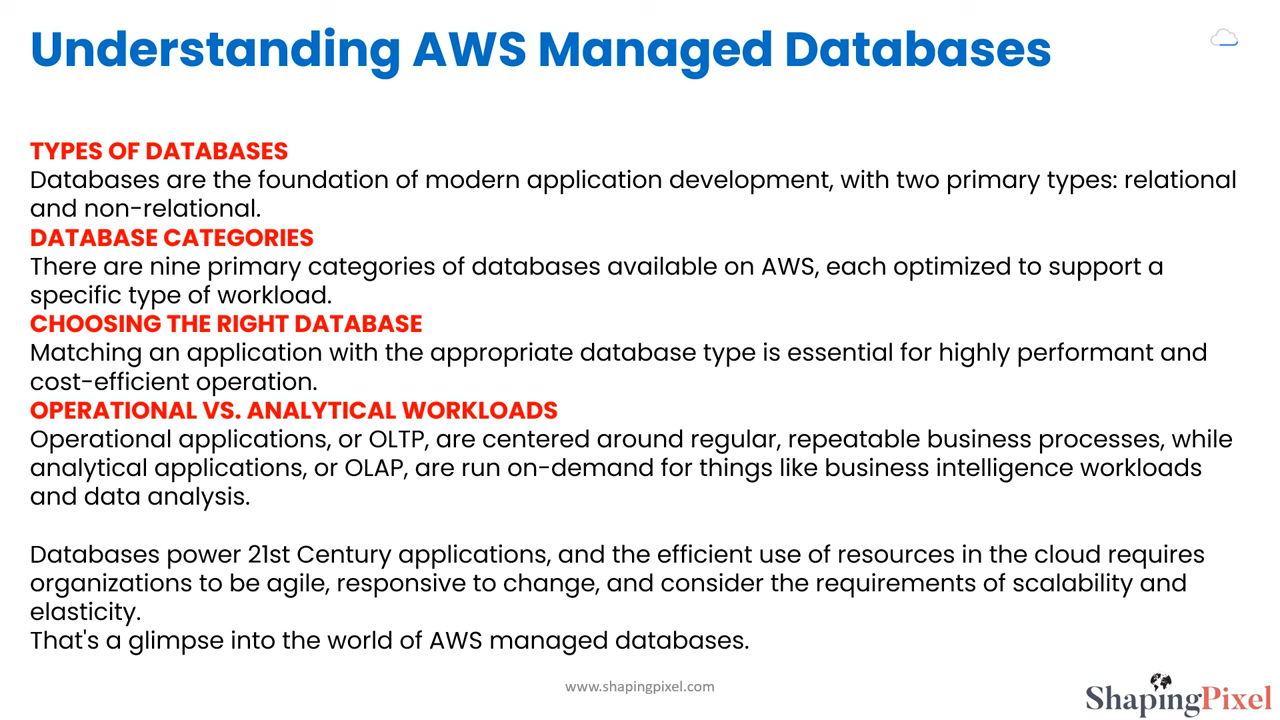 Understanding AWS Managed Databases
TYPES OF DATABASES
Databases are the foundation of modern application development, with two primary types: relational
and non-relational.
DATABASE CATEGORIES
There are nine primary categories of databases available on AWS, each optimized to support a
specific type of workload.
CHOOSING THE RIGHT DATABASE
Matching an application with the appropriate database type is essential for highly performant and
cost-efficient operation.
OPERATIONAL VS. ANALYTICAL WORKLOADS
Operational applications, or OLTP, are centered around regular, repeatable business processes, while
analytical applications, or OLAP, are run on-demand for things like business intelligence workloads
and data analysis.
Databases power 21st Century applications, and the efficient use of resources in the cloud requires
organizations to be agile, responsive to change, and consider the requirements of scalability and
elasticity.
That's a glimpse into the world of AWS managed databases.
www.shapingpixel.com
ShapingPixel